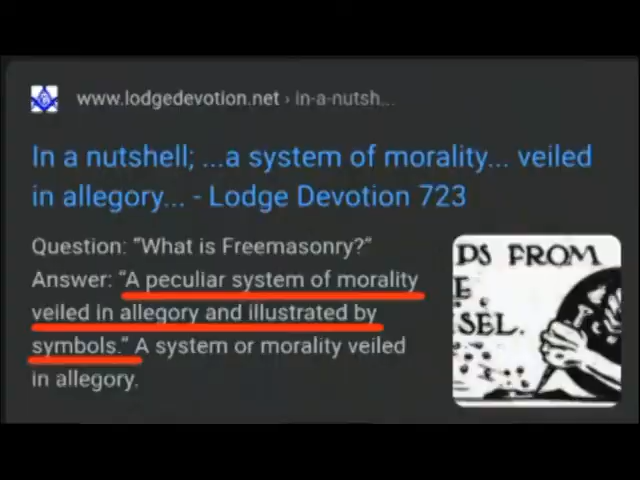 www.lodgedevotion.net › in-a-nutsh...
In a nutshell; ...a system of morality... veiled
in allegory... - Lodge Devotion 723
Question: "What is Freemasonry?"
Answer: "A peculiar system of morality
veiled in allegory and illustrated by
symbols." A system or morality veiled
in allegory.
DS FROM
E
SEL.